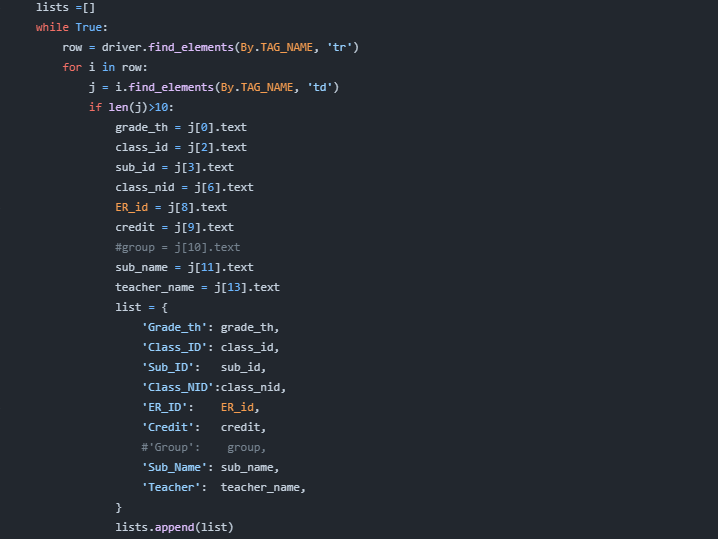 lists =[]
while True:
    row = driver.find_elements(By.TAG_NAME, 'tr')
    for i in row:
        j = i.find_elements(By.TAG_NAME, 'td')
        if len(j)>10:
            grade_th = j[0].text
            class_id = j[2].text
            sub_id = j[3].text
            class_nid = j[6].text
            ER_id = j[8].text
            credit = j[9].text
            #group = j[10].text
            sub_name = j[11].text
            teacher_name = j[13].text
            list = {
                'Grade_th': grade_th,
                'Class_ID': class_id,
                'Sub_ID':   sub_id,
                'Class_NID':class_nid,
                'ER_ID':    ER_id,
                'Credit':   credit,
                #'Group':    group,
                'Sub_Name': sub_name,
                'Teacher':  teacher_name,
            }
            lists.append(list)